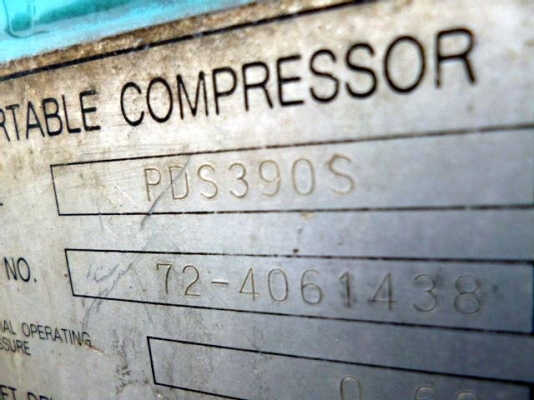 RTABLE COMPRESSOR
PDS390S
NO. 72-4061438
AL OPERATING
SSURE